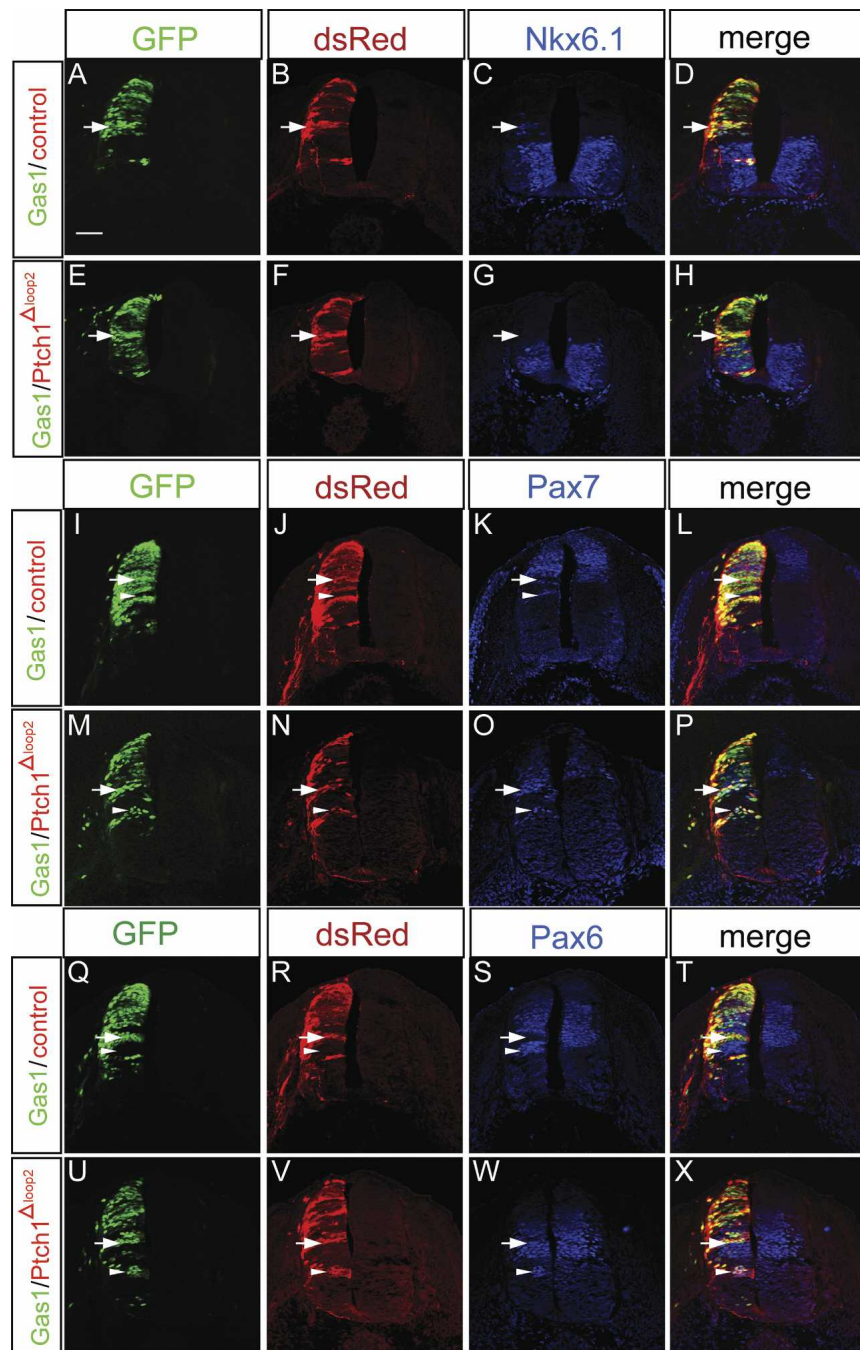 GFP dsRed Nkx6.1 merge
Gas1/control
A B C D
Gas1/Ptch1Δloop2
E F G H
GFP dsRed Pax7 merge
Gas1/control
I J K L
Gas1/Ptch1Δloop2
M N O P
GFP dsRed Pax6 merge
Gas1/control
Q R S T
Gas1/Ptch1Δloop2
U V W X